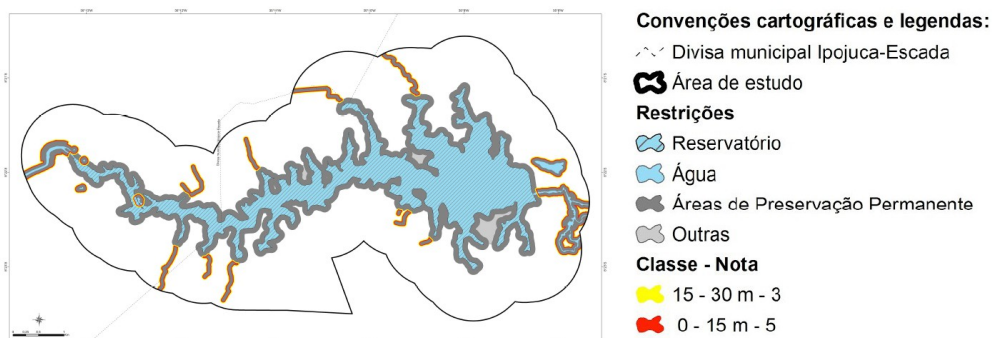 Convenções cartográficas e legendas:
Divisa municipal Ipojuca-Escada
Área de estudo
Restrições
Reservatório
Água
Áreas de Preservação Permanente
Outras
Classe - Nota
15 - 30 m - 3
0 - 15 m - 5